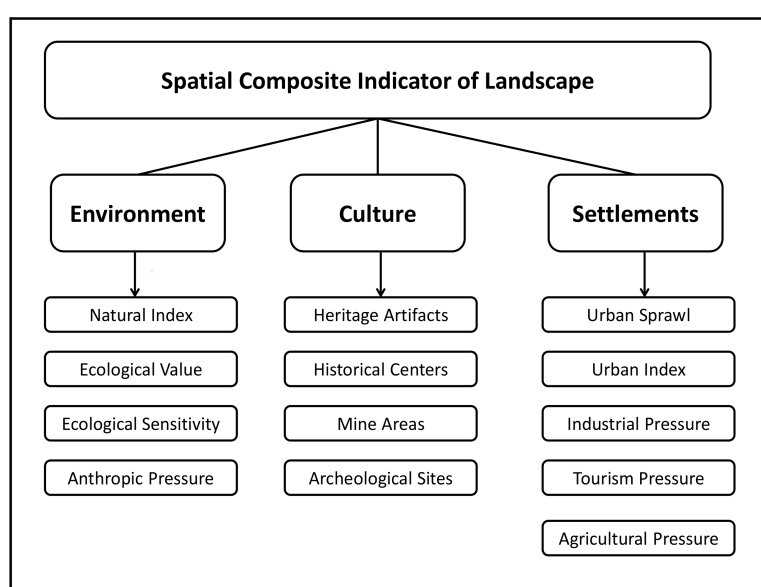 Spatial Composite Indicator of Landscape
Environment
Culture
Settlements
Natural Index
Heritage Artifacts
Urban Sprawl
Ecological Value
Historical Centers
Urban Index
Ecological Sensitivity
Mine Areas
Industrial Pressure
Anthropic Pressure
Archeological Sites
Tourism Pressure
Agricultural Pressure